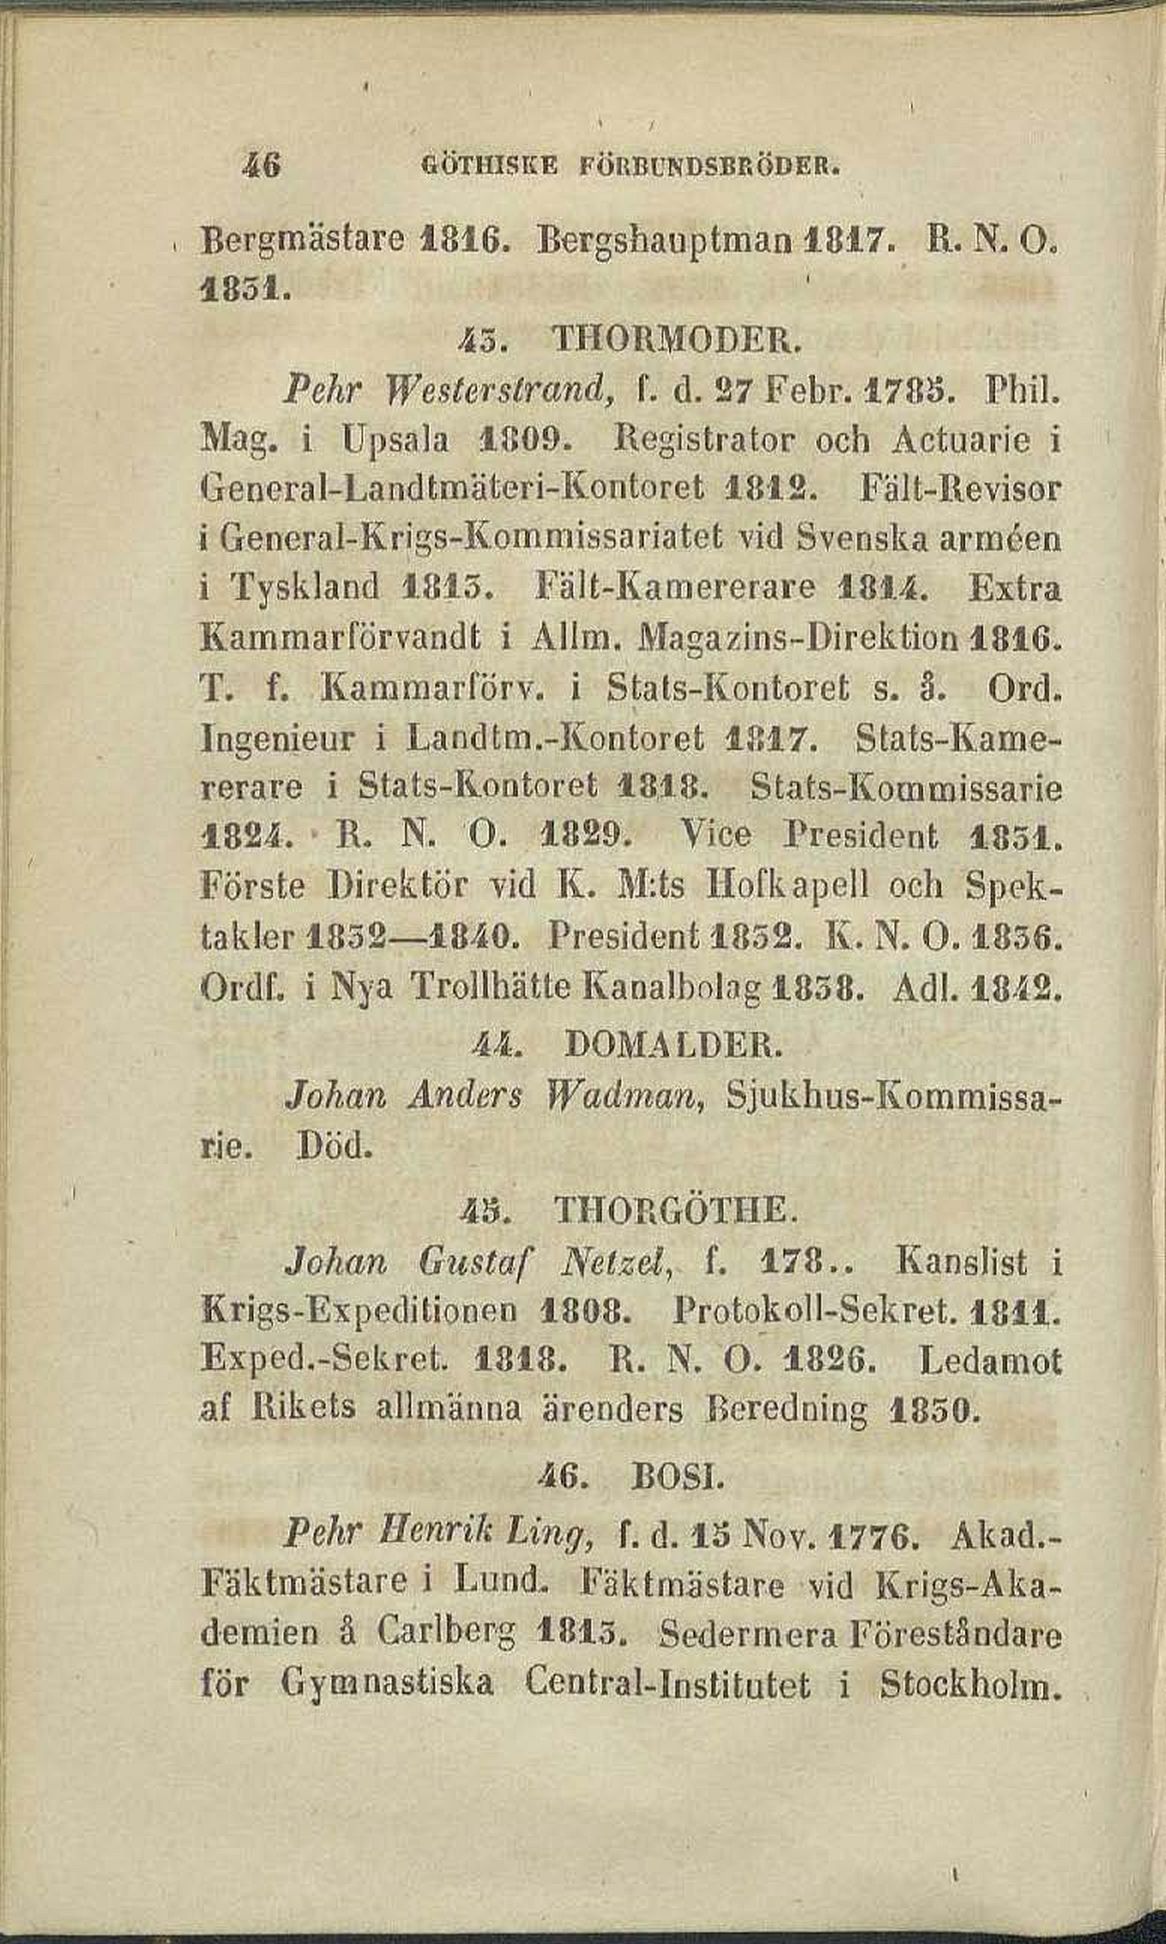 46 GÖTHISKE FÖRBUNDSBRÖDER.
Bergmästare 1816. Bergshauptman 1817. R. N. O.
1831.
43. THORMODER.
Pehr Westerstrand, f. d. 27 Febr. 1785. Phil.
Mag. i Upsala 1809. Registrator och Actuarie i
General-Landtmäteri-Kontoret 1812. Fält-Revisor
i General-Krigs-Kommissariatet vid Svenska arméen
i Tyskland 1813. Fält-Kamererare 1814. Extra
Kammarförvandt i Allm. Magazins-Direktion 1816.
T. f. Kammarförv. i Stats-Kontoret s. å. Ord.
Ingenieur i Landtm.-Kontoret 1817. Stats-Kame-
rerare i Stats-Kontoret 1818. Stats-Kommissarie
1824. R. N. O. 1829. Vice President 1831.
Förste Direktör vid K. M:ts Hofkapell och Spek-
takler 1832—1840. President 1832. K. N. O. 1836.
Ordf. i Nya Trollhätte Kanalbolag 1838. Adl. 1842.
44. DOMALDER.
Johan Anders Wadman, Sjukhus-Kommissa-
rie. Död.
45. THORGÖTHE.
Johan Gustaf Netzel, f. 178.. Kanslist i
Krigs-Expeditionen 1808. Protokoll-Sekret. 1811.
Exped.-Sekret. 1818. R. N. O. 1826. Ledamot
af Rikets allmänna ärenders Beredning 1830.
46. BOSI.
Pehr Henrik Ling, f. d. 15 Nov. 1776. Akad.-
Fäktmästare i Lund. Fäktmästare vid Krigs-Aka-
demien å Carlberg 1813. Sedermera Föreståndare
för Gymnastiska Central-Institutet i Stockholm.